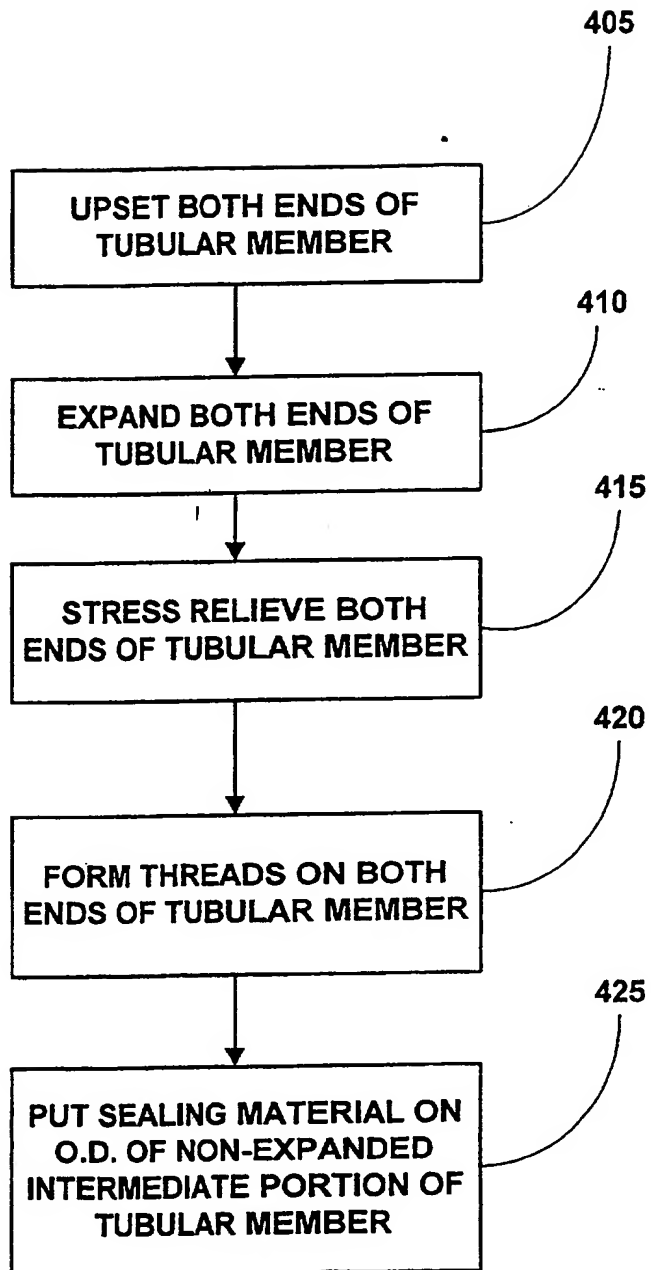 405
UPSET BOTH ENDS OF
TUBULAR MEMBER
410
EXPAND BOTH ENDS OF
TUBULAR MEMBER
415
STRESS RELIEVE BOTH
ENDS OF TUBULAR MEMBER
420
FORM THREADS ON BOTH
ENDS OF TUBULAR MEMBER
425
PUT SEALING MATERIAL ON
O.D. OF NON-EXPANDED
INTERMEDIATE PORTION OF
TUBULAR MEMBER